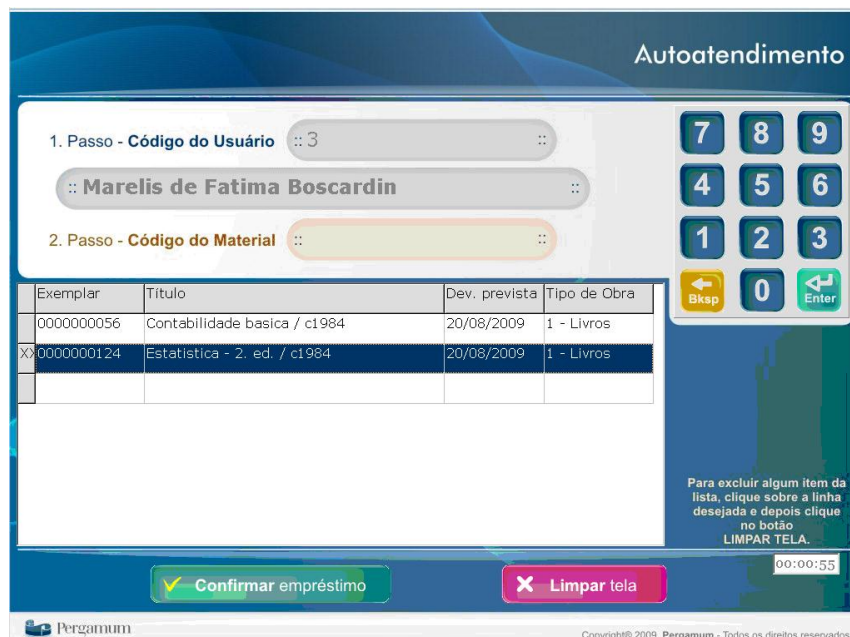 Autoatendimento
1. Passo - Código do Usuário :: 3 ::
:: Marelis de Fatima Boscardin ::
2. Passo - Código do Material :: ::
7 8 9
4 5 6
1 2 3
Bksp 0 Enter
Exemplar Título Dev. prevista Tipo de Obra
0000000056 Contabilidade basica / c1984 20/08/2009 1 - Livros
XX 0000000124 Estatistica - 2. ed. / c1984 20/08/2009 1 - Livros
Para excluir algum item da
lista, clique sobre a linha
desejada e depois clique
no botão
LIMPAR TELA.
00:00:55
Confirmar empréstimo
Limpar tela
Pergamum
Copyright® 2009 Pergamum - Todos os direitos reservados